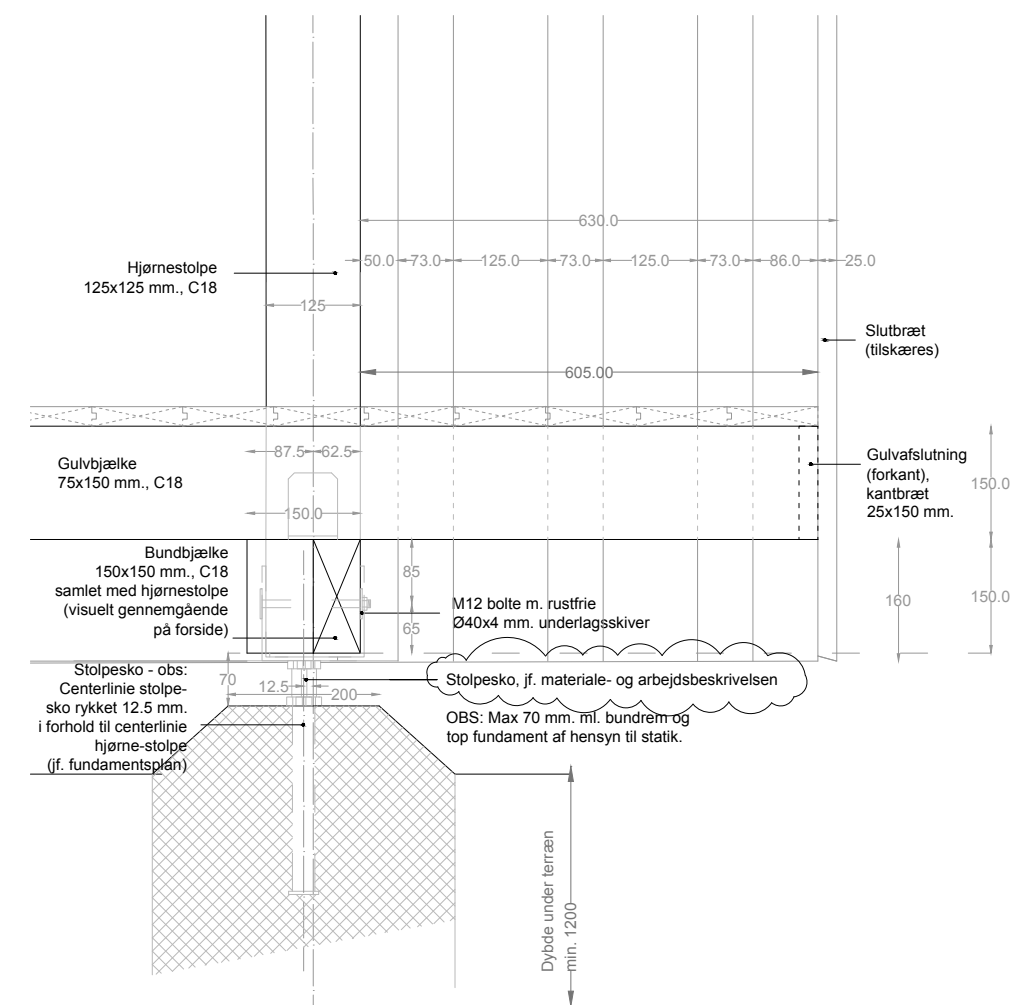 630.0
50.0
73.0
125.0
73.0
125.0
73.0
86.0
25.0
Hjørnestolpe
125x125 mm., C18
125
Slutbræt
(tilskæres)
605.00
87.5
62.5
Gulvbjælke
75x150 mm., C18
Gulvafslutning
(forkant),
kantbræt
25x150 mm.
150.0
150.0
Bundbjælke
150x150 mm., C18
samlet med hjørnestolpe
(visuelt gennemgående
på forside)
85
65
M12 bolte m. rustfrie
Ø40x4 mm. underlagsskiver
160
150.0
Stolpesko - obs:
Centerlinie stolpe-
sko rykket 12.5 mm.
i forhold til centerlinie
hjørne-stolpe
(jf. fundamentsplan)
70
12.5
200
Stolpesko, jf. materiale- og arbejdsbeskrivelsen
OBS: Max 70 mm. ml. bundrem og
top fundament af hensyn til statik.
Dybde under terræn
min. 1200